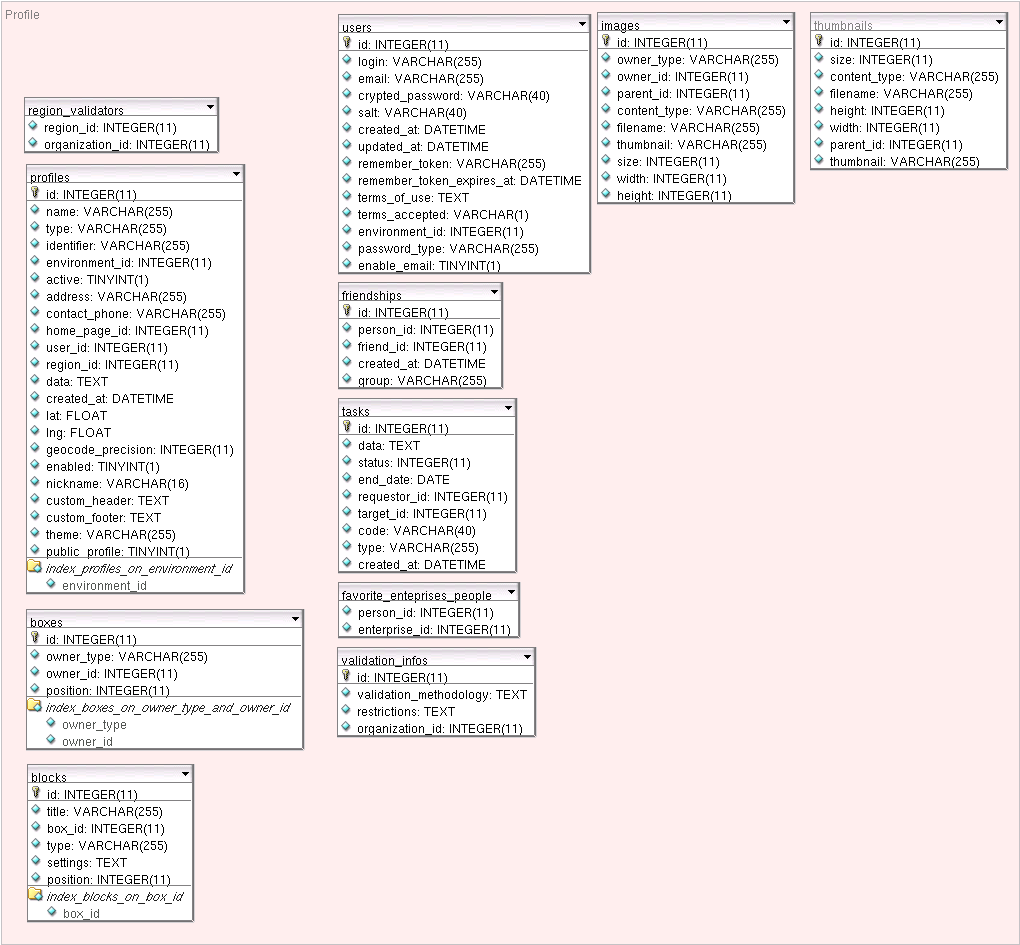 Profile
region_validators
region_id: INTEGER(11)
organization_id: INTEGER(11)
profiles
id: INTEGER(11)
name: VARCHAR(255)
type: VARCHAR(255)
identifier: VARCHAR(255)
environment_id: INTEGER(11)
active: TINYINT(1)
address: VARCHAR(255)
contact_phone: VARCHAR(255)
home_page_id: INTEGER(11)
user_id: INTEGER(11)
region_id: INTEGER(11)
data: TEXT
created_at: DATETIME
lat: FLOAT
lng: FLOAT
geocode_precision: INTEGER(11)
enabled: TINYINT(1)
nickname: VARCHAR(16)
custom_header: TEXT
custom_footer: TEXT
theme: VARCHAR(255)
public_profile: TINYINT(1)
index_profiles_on_environment_id
environment_id
boxes
id: INTEGER(11)
owner_type: VARCHAR(255)
owner_id: INTEGER(11)
position: INTEGER(11)
index_boxes_on_owner_type_and_owner_id
owner_type
owner_id
blocks
id: INTEGER(11)
title: VARCHAR(255)
box_id: INTEGER(11)
type: VARCHAR(255)
settings: TEXT
position: INTEGER(11)
index_blocks_on_box_id
box_id
users
id: INTEGER(11)
login: VARCHAR(255)
email: VARCHAR(255)
crypted_password: VARCHAR(40)
salt: VARCHAR(40)
created_at: DATETIME
updated_at: DATETIME
remember_token: VARCHAR(255)
remember_token_expires_at: DATETIME
terms_of_use: TEXT
terms_accepted: VARCHAR(1)
environment_id: INTEGER(11)
password_type: VARCHAR(255)
enable_email: TINYINT(1)
friendships
id: INTEGER(11)
person_id: INTEGER(11)
friend_id: INTEGER(11)
created_at: DATETIME
group: VARCHAR(255)
tasks
id: INTEGER(11)
data: TEXT
status: INTEGER(11)
end_date: DATE
requestor_id: INTEGER(11)
target_id: INTEGER(11)
code: VARCHAR(40)
type: VARCHAR(255)
created_at: DATETIME
favorite_enteprises_people
person_id: INTEGER(11)
enterprise_id: INTEGER(11)
validation_infos
id: INTEGER(11)
validation_methodology: TEXT
restrictions: TEXT
organization_id: INTEGER(11)
images
id: INTEGER(11)
owner_type: VARCHAR(255)
owner_id: INTEGER(11)
parent_id: INTEGER(11)
content_type: VARCHAR(255)
filename: VARCHAR(255)
thumbnail: VARCHAR(255)
size: INTEGER(11)
width: INTEGER(11)
height: INTEGER(11)
thumbnails
id: INTEGER(11)
size: INTEGER(11)
content_type: VARCHAR(255)
filename: VARCHAR(255)
height: INTEGER(11)
width: INTEGER(11)
parent_id: INTEGER(11)
thumbnail: VARCHAR(255)